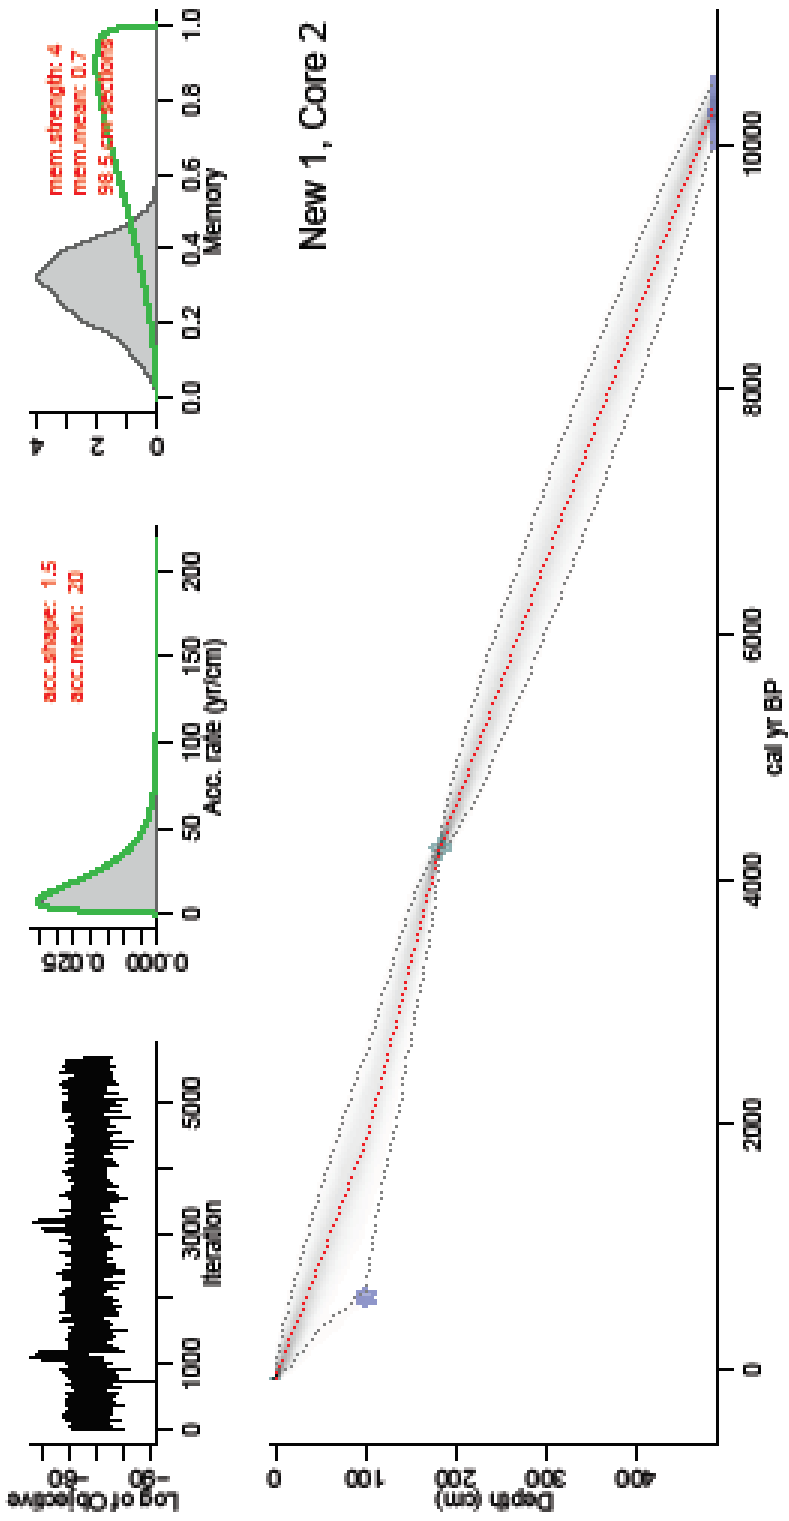 Log of Objective
-90 -60
0 1000 3000 5000
Iteration
0.000 0.025
acc.shape: 1.5
acc.mean: 20
0 50 100 150 200
Acc. rate (yr/cm)
0 2 4
mem.strength: 4
mem.mean: 0.7
98.5 cm sections
0.0 0.2 0.4 0.6 0.8 1.0
Memory
New 1, Core 2
Depth (cm)
0
100
200
300
400
0 2000 4000 6000 8000 10000
cal yr BP